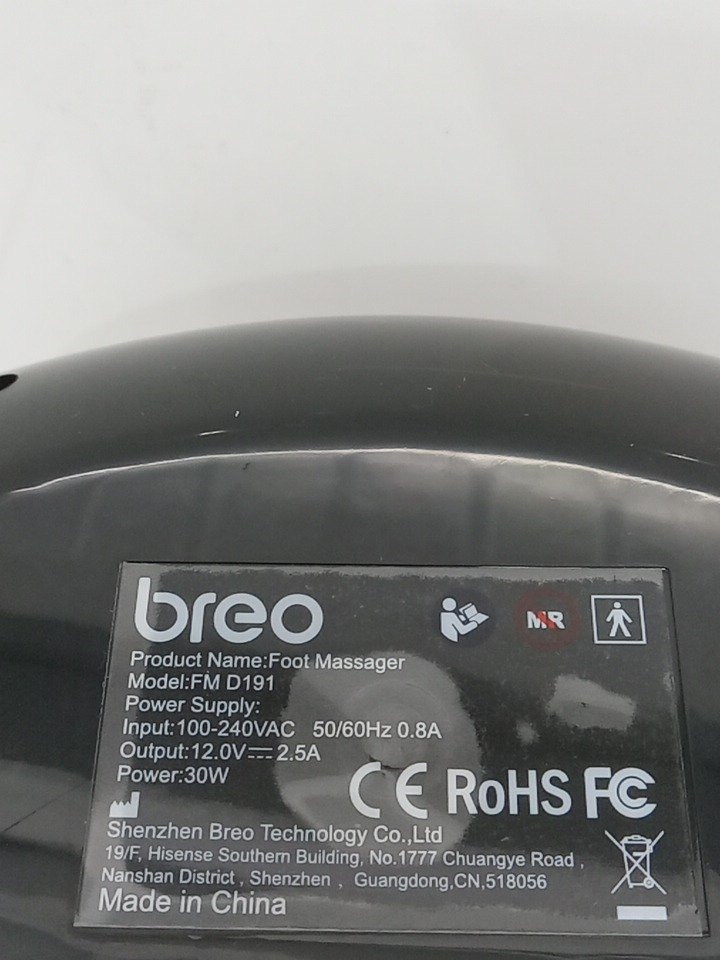 breo
MR
Product Name:Foot Massager
Model:FM D191
Power Supply:
Input:100-240VAC 50/60Hz 0.8A
Output:12.0V⎓2.5A
Power:30W
CE RoHS FC
Shenzhen Breo Technology Co.,Ltd
19/F, Hisense Southern Building, No.1777 Chuangye Road ,
Nanshan District , Shenzhen , Guangdong,CN,518056
Made in China